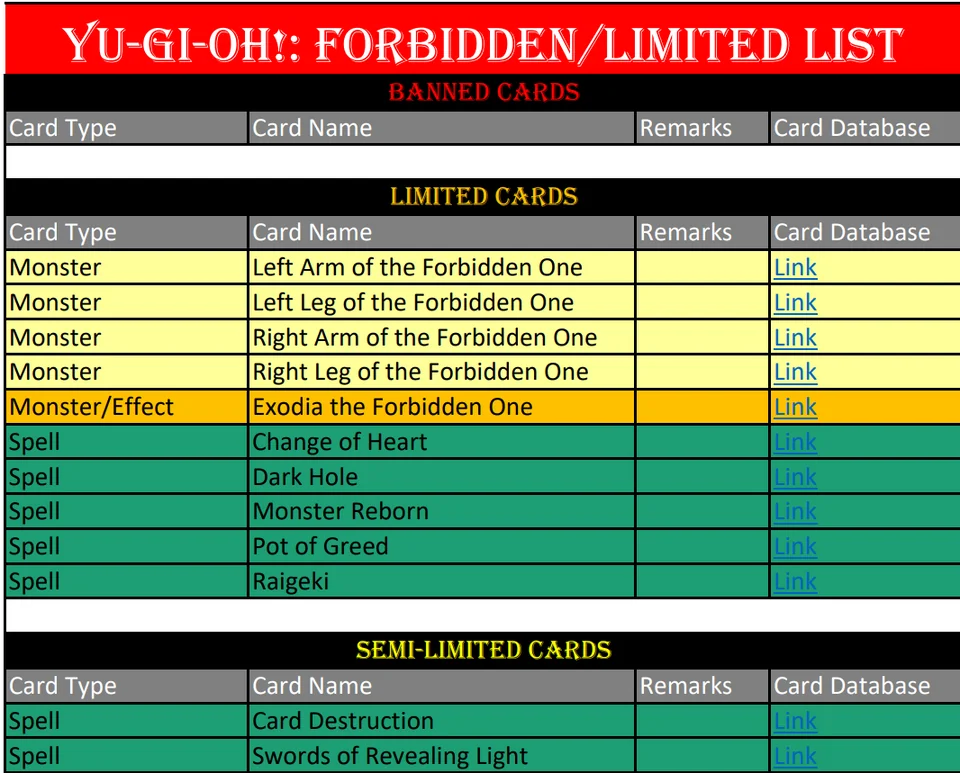 YU-GI-OH!: FORBIDDEN/LIMITED LIST
BANNED CARDS
Card Type Card Name Remarks Card Database
LIMITED CARDS
Card Type Card Name Remarks Card Database
Monster Left Arm of the Forbidden One Link
Monster Left Leg of the Forbidden One Link
Monster Right Arm of the Forbidden One Link
Monster Right Leg of the Forbidden One Link
Monster/Effect Exodia the Forbidden One Link
Spell Change of Heart Link
Spell Dark Hole Link
Spell Monster Reborn Link
Spell Pot of Greed Link
Spell Raigeki Link
SEMI-LIMITED CARDS
Card Type Card Name Remarks Card Database
Spell Card Destruction Link
Spell Swords of Revealing Light Link